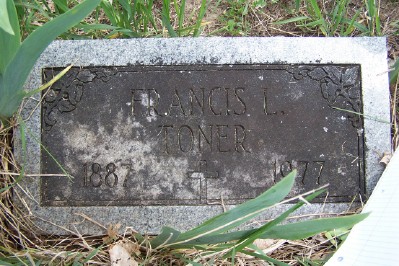 FRANCIS L.
TONER
1887 1977